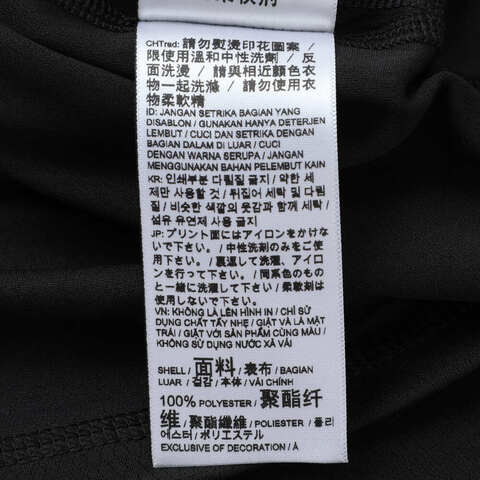 CHTrad: 請勿熨燙印花圖案 /
限使用溫和中性洗劑 / 反
面洗燙 / 請與相近顏色衣
物一起洗滌 / 請勿使用衣
物柔軟精
ID: JANGAN SETRIKA BAGIAN YANG
DISABLON / GUNAKAN HANYA DETERJEN
LEMBUT / CUCI DAN SETRIKA DENGAN
BAGIAN DALAM DI LUAR / CUCI
DENGAN WARNA SERUPA / JANGAN
MENGGUNAKAN BAHAN PELEMBUT KAIN
KR: 인쇄부분 다림질 금지 / 약한 세
제만 사용할 것 / 뒤집어 세탁 및 다림
질 / 비슷한 색깔의 옷감과 함께 세탁 /
섬유 유연제 사용 금지
JP: プリント面にはアイロンをかけな
いで下さい。/ 中性洗剤のみをご使
用下さい。/ 裏返して洗濯、アイロ
ンを行って下さい。/ 同系色のもの
と一緒に洗濯して下さい / 柔軟剤は
使用しないで下さい。
VN: KHÔNG LÀ LÊN HÌNH IN / CHỈ SỬ
DỤNG CHẤT TẨY NHẸ / GIẶT VÀ LÀ MẶT
TRÁI / GIẶT VỚI SẢN PHẨM CÙNG MÀU /
KHÔNG SỬ DỤNG NƯỚC XẢ VẢI
SHELL / 面料 / 表布 / BAGIAN
LUAR / 겉감 / 本体 / VẢI CHÍNH
100% POLYESTER / 聚酯纤
维 / 聚酯纖維 / POLIESTER / 폴리
에스터 / ポリエステル
EXCLUSIVE OF DECORATION / À